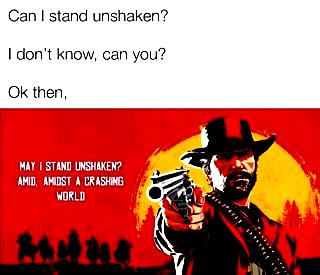 Can I stand unshaken?
I don't know, can you?
Ok then,
MAY I STAND UNSHAKEN?
AMID, AMIDST A CRASHING
WORLD